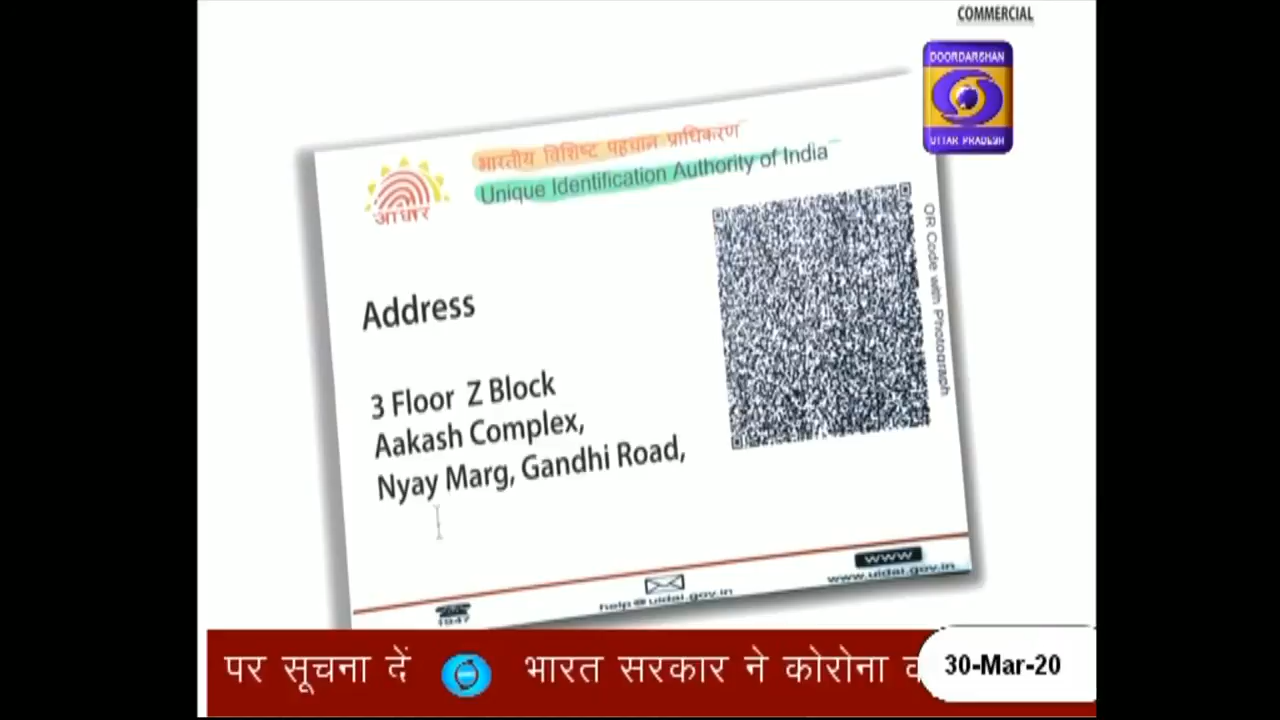 COMMERCIAL
DOORDARSHAN
UTTAR PRADESH
भारतीय विशिष्ट पहचान प्राधिकरण
Unique Identification Authority of India
आधार
QR Code with Photograph
Address
3 Floor Z Block
Aakash Complex,
Nyay Marg, Gandhi Road,
1947
help@uidai.gov.in
WWW
www.uidai.gov.in
पर सूचना दें भारत सरकार ने कोरोना
30-Mar-20